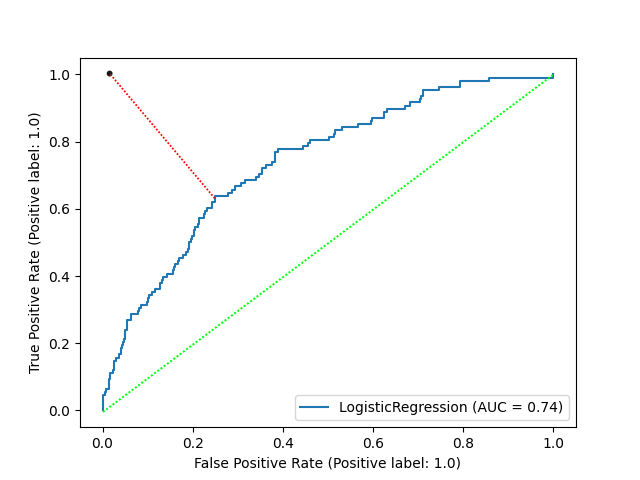 1.0
0.8
0.6
0.4
0.2
0.0
True Positive Rate (Positive label: 1.0)
LogisticRegression (AUC = 0.74)
0.0 0.2 0.4 0.6 0.8 1.0
False Positive Rate (Positive label: 1.0)